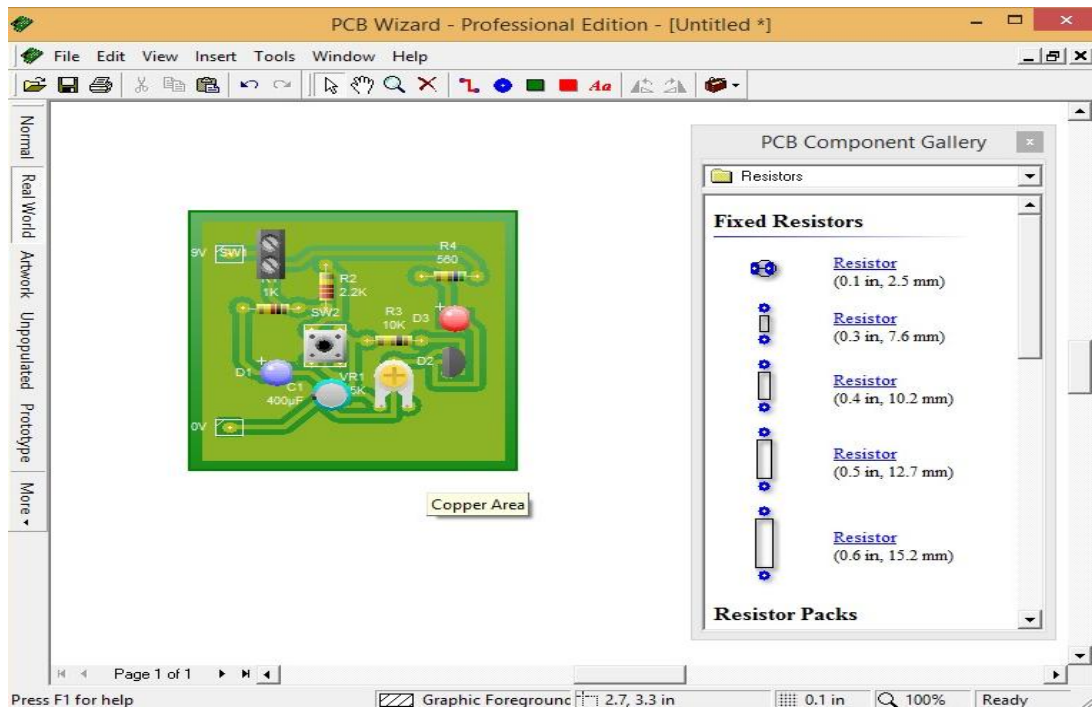 PCB Wizard - Professional Edition - [Untitled *]
File Edit View Insert Tools Window Help
Aa
Normal
Real World
Artwork
Unpopulated
Prototype
More
PCB Component Gallery
Resistors
Fixed Resistors
Resistor
(0.1 in, 2.5 mm)
Resistor
(0.3 in, 7.6 mm)
Resistor
(0.4 in, 10.2 mm)
Resistor
(0.5 in, 12.7 mm)
Resistor
(0.6 in, 15.2 mm)
Resistor Packs
9V SW1
R4
560
1K
R2
2.2K
SW2
R3
10K
D3
D2
D1
C1
400µF
VR1
5K
0V
Copper Area
Page 1 of 1
Press F1 for help
Graphic Foreground 2.7, 3.3 in 0.1 in 100% Ready